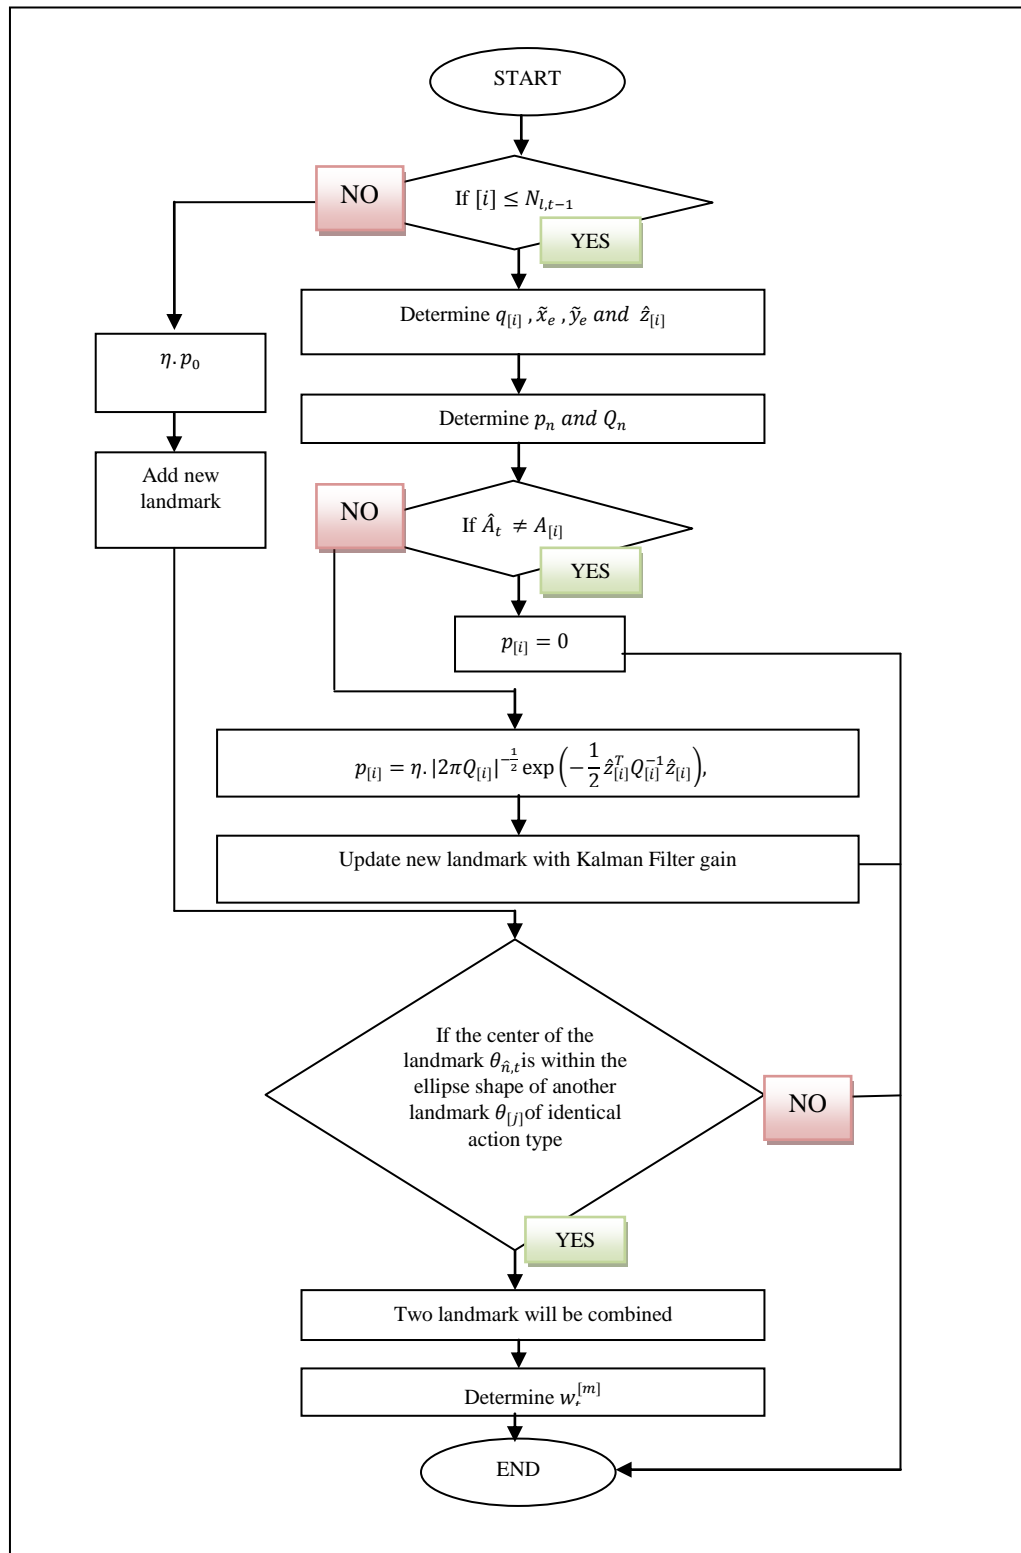 START
If [i] ≤ N_{l,t−1}
NO
YES
Determine q_{[i]} , x̃_e , ỹ_e and ẑ_{[i]}
η. p_0
Determine p_n and Q_n
Add new
landmark
If Â_t ≠ A_{[i]}
NO
YES
p_{[i]} = 0
p_{[i]} = η. |2πQ_{[i]}|^{−\frac{1}{2}} exp (−\frac{1}{2} ẑ_{[i]}^T Q_{[i]}^{−1} ẑ_{[i]}),
Update new landmark with Kalman Filter gain
If the center of the
landmark θ_{n̂,t} is within the
ellipse shape of another
landmark θ_{[j]} of identical
action type
NO
YES
Two landmark will be combined
Determine w_t^{[m]}
END